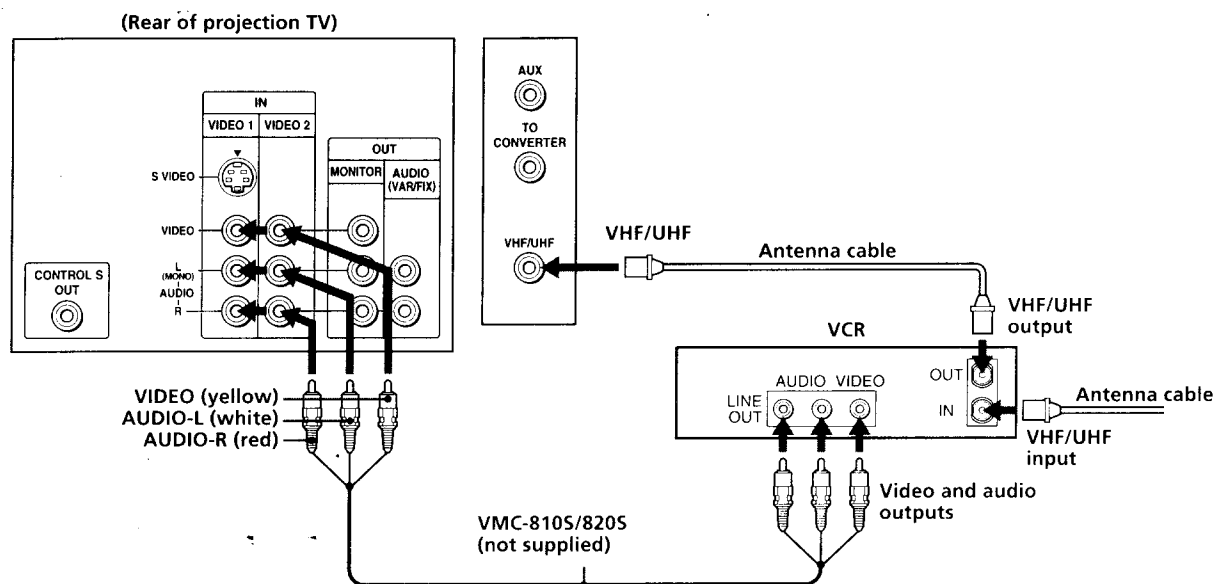 (Rear of projection TV)
IN
VIDEO 1 VIDEO 2
OUT
MONITOR
AUDIO
(VAR/FIX)
S VIDEO
VIDEO
L
(MONO)
AUDIO
R
CONTROL S
OUT
AUX
TO
CONVERTER
VHF/UHF
VHF/UHF
Antenna cable
VHF/UHF
output
VCR
AUDIO VIDEO
LINE
OUT
OUT
IN
Antenna cable
VHF/UHF
input
VIDEO (yellow)
AUDIO-L (white)
AUDIO-R (red)
Video and audio
outputs
VMC-810S/820S
(not supplied)